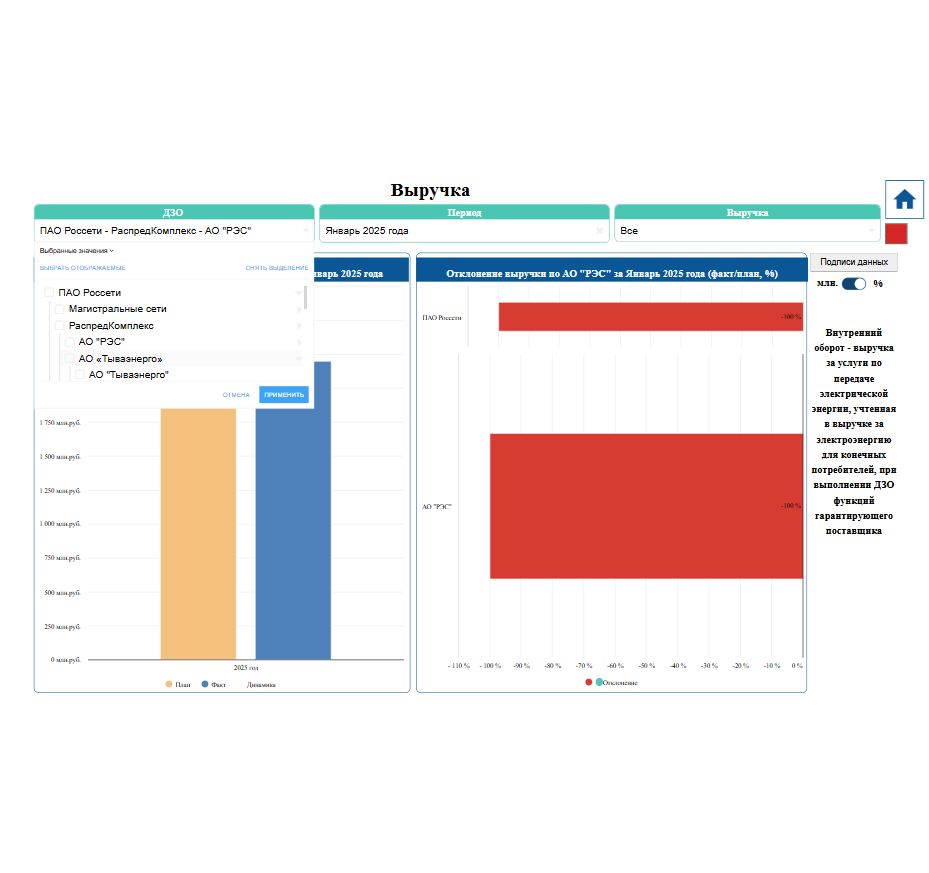 Выручка
ДЗО
Период
Выручка
ПАО Россети - РаспредКомплекс - АО "РЭС"
Январь 2025 года
Все
Выбранные значения
ВЫБРАТЬ ОТОБРАЖАЕМЫЕ
СНЯТЬ ВЫДЕЛЕНИЕ
ПАО Россети
Магистральные сети
РаспредКомплекс
АО "РЭС"
АО «Тываэнерго»
АО "Тываэнерго"
ОТМЕНА
ПРИМЕНИТЬ
2025 года
1 750 млн.руб.
1 500 млн.руб.
1 250 млн.руб.
1 000 млн.руб.
750 млн.руб.
500 млн.руб.
250 млн.руб.
0 млн.руб.
2025 год
План
Факт
Динамика
Отклонение выручки по АО "РЭС" за Январь 2025 года (факт/план, %)
ПАО Россети
-100 %
АО "РЭС"
-100 %
- 110 %
- 100 %
-90 %
-80 %
-70 %
-60 %
-50 %
-40 %
-30 %
-20 %
-10 %
0 %
Отклонение
Подписи данных
млн.
%
Внутренний
оборот - выручка
за услуги по
передаче
электрической
энергии, учтенная
в выручке за
электроэнергию
для конечных
потребителей, при
выполнении ДЗО
функций
гарантирующего
поставщика